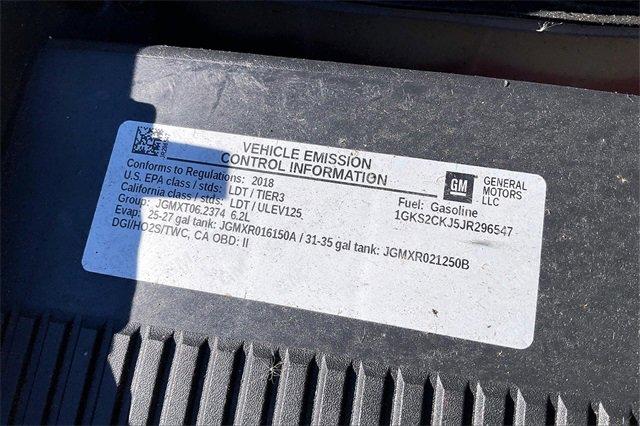 VEHICLE EMISSION
CONTROL INFORMATION
GM
GENERAL
MOTORS
LLC
Conforms to Regulations: 2018
U.S. EPA class / stds: LDT / TIER3
California class / stds: LDT / ULEV125
Group: JGMXT06.2374 6.2L
Evap: 25-27 gal tank: JGMXR016150A / 31-35 gal tank: JGMXR021250B
DGI/HO2S/TWC, CA OBD: II
Fuel: Gasoline
1GKS2CKJ5JR296547